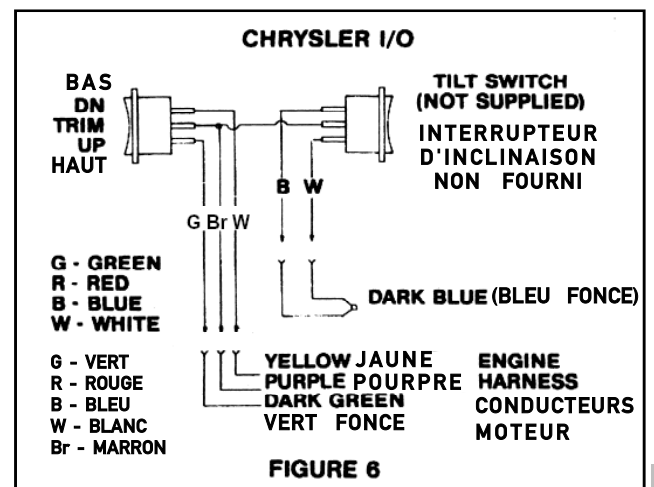 CHRYSLER I/O
BAS
DN
TRIM
UP
HAUT
TILT SWITCH
(NOT SUPPLIED)
INTERRUPTEUR
D'INCLINAISON
NON FOURNI
B W
G Br W
G - GREEN
R - RED
B - BLUE
W - WHITE
DARK BLUE (BLEU FONCE)
G - VERT
R - ROUGE
B - BLEU
W - BLANC
Br - MARRON
YELLOW JAUNE
PURPLE POURPRE
DARK GREEN
VERT FONCE
ENGINE
HARNESS
CONDUCTEURS
MOTEUR
FIGURE 6